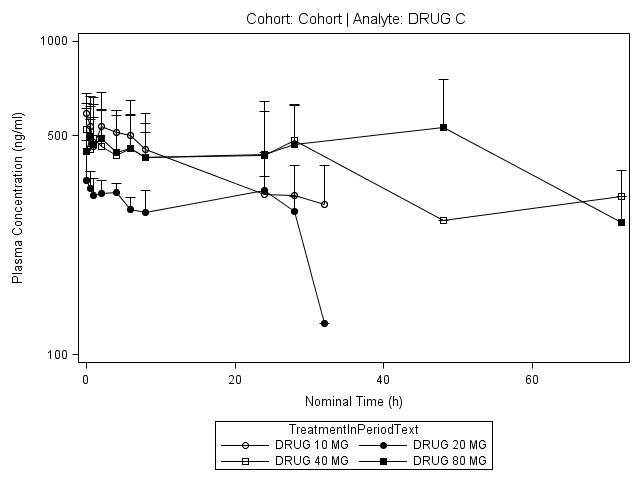 Cohort: Cohort | Analyte: DRUG C
1000
500
100
Plasma Concentration (ng/ml)
0 20 40 60
Nominal Time (h)
TreatmentInPeriodText
DRUG 10 MG DRUG 20 MG
DRUG 40 MG DRUG 80 MG